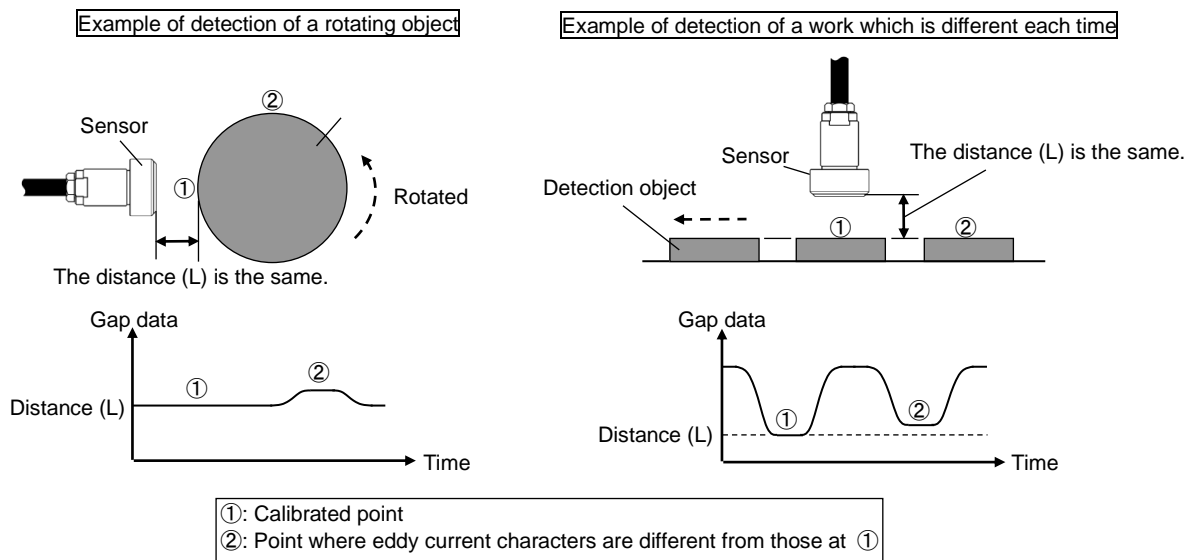 Example of detection of a rotating object
②
Sensor
①
Rotated
The distance (L) is the same.
Gap data
①
②
Distance (L)
Time
Example of detection of a work which is different each time
Sensor
The distance (L) is the same.
Detection object
①
②
Gap data
①
②
Distance (L)
Time
①: Calibrated point
②: Point where eddy current characters are different from those at ①